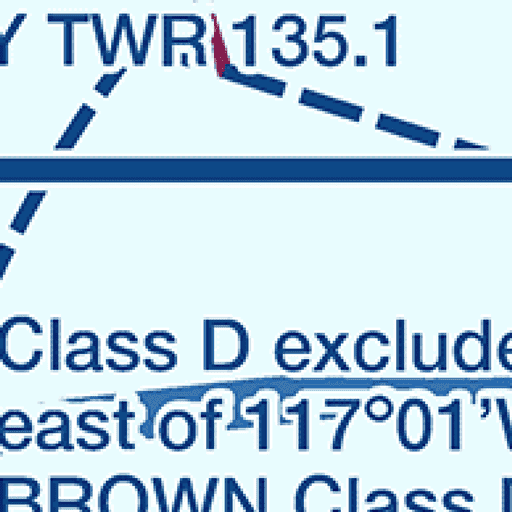 Y TWR 135.1
Class D exclude
east of 117°01'W
BROWN Class D